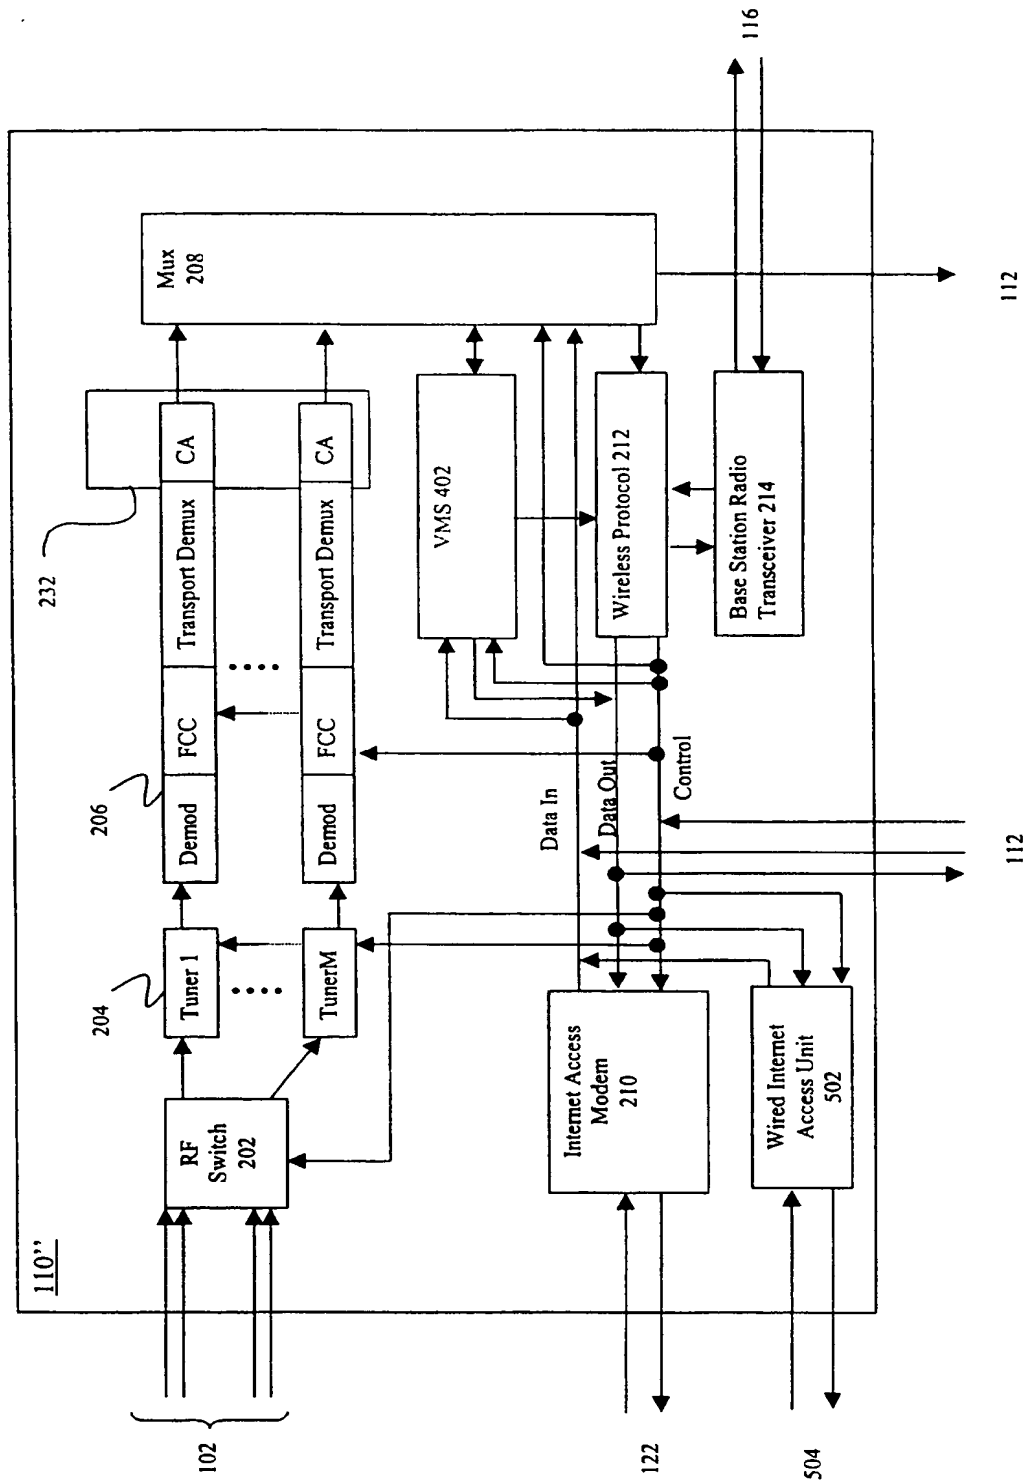 110”
102
RF
Switch
202
204
Tuner 1
TunerM
206
Demod
FCC
Transport Demux
CA
Demod
FCC
Transport Demux
CA
232
Mux
208
VMS 402
Wireless Protocol 212
Base Station Radio
Transceiver 214
116
112
Data In
Data Out
Control
112
Internet Access
Modem
210
122
Wired Internet
Access Unit
502
504